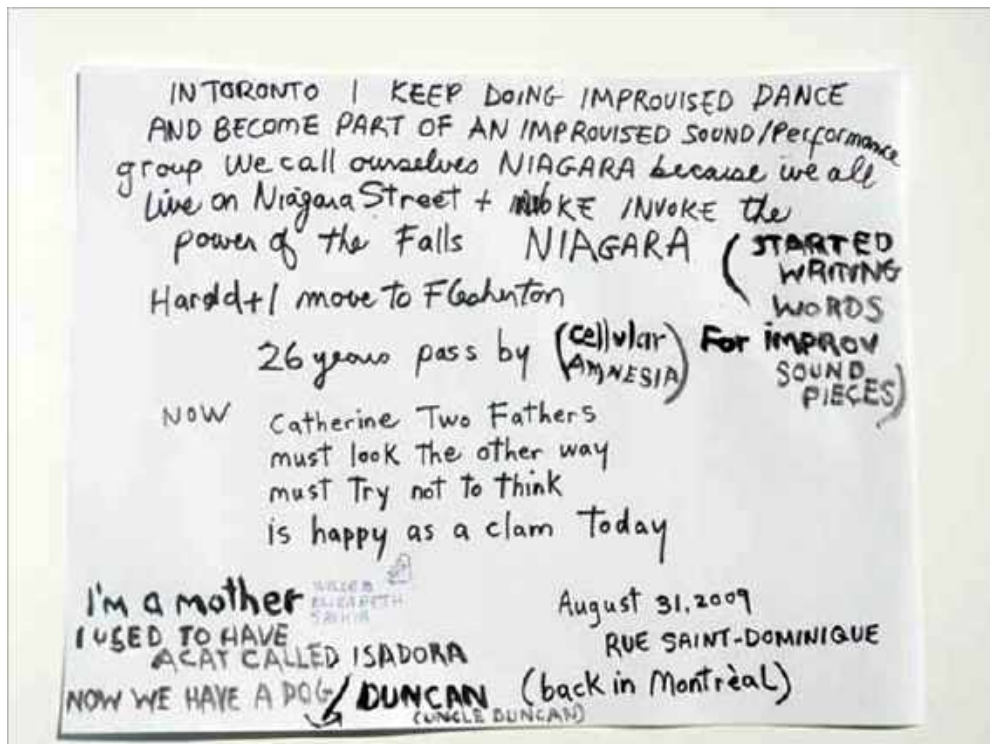 IN TORONTO I KEEP DOING IMPROVISED DANCE
AND BECOME PART OF AN IMPROVISED SOUND/Performance
group We call ourselves NIAGARA because we all
Live on Niagara Street + INVOKE the
power of the Falls NIAGARA
(STARTED
WRITING
WORDS
For IMPROV
SOUND
PIECES)
Harold + I move to Flesherton
26 years pass by (cellular
AMNESIA)
NOW Catherine Two Fathers
must look the other way
must Try not to think
is happy as a clam Today
I'm a mother
ELIZABETH
I USED TO HAVE
A CAT CALLED ISADORA
NOW WE HAVE A DOG / DUNCAN
(UNCLE DUNCAN)
August 31, 2009
RUE SAINT-DOMINIQUE
(back in Montrèal)